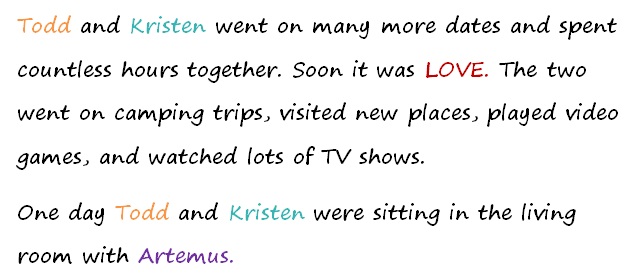 Todd and Kristen went on many more dates and spent
countless hours together. Soon it was LOVE. The two
went on camping trips, visited new places, played video
games, and watched lots of TV shows.
One day Todd and Kristen were sitting in the living
room with Artemus.